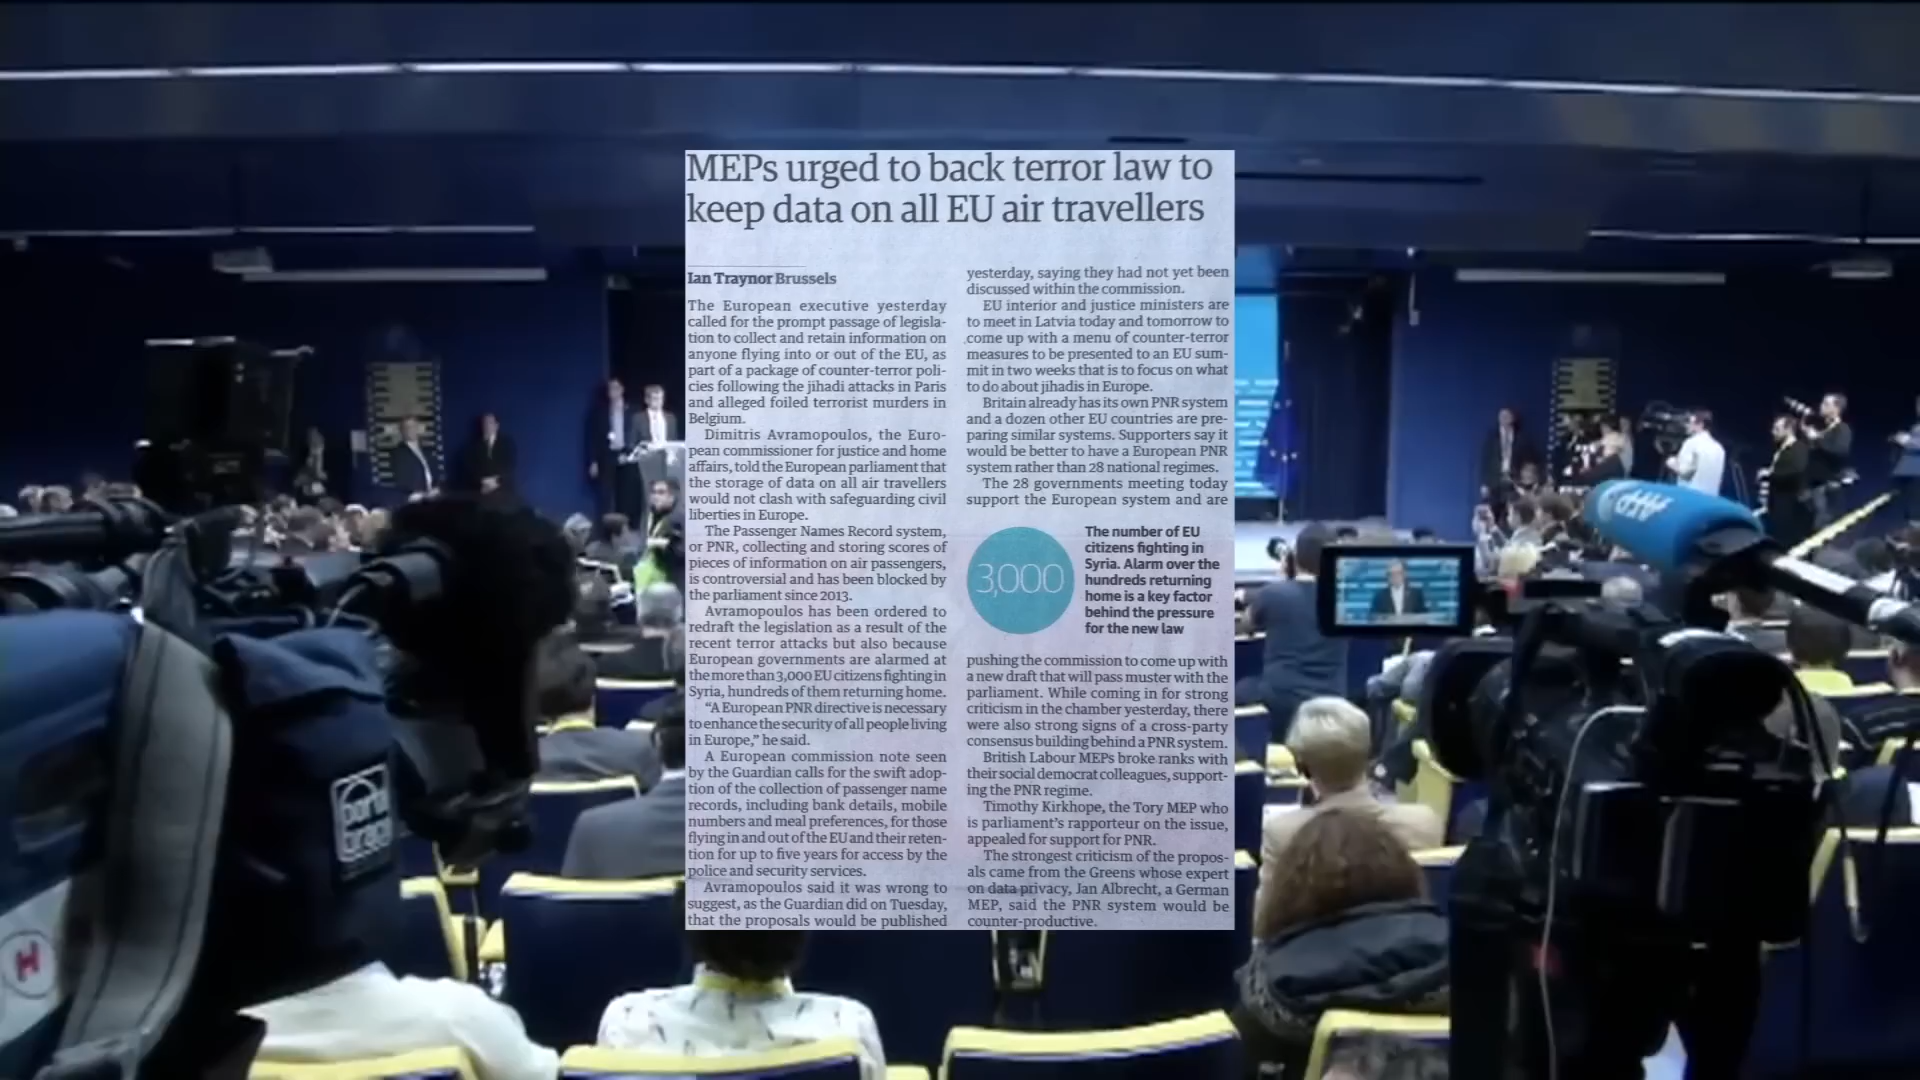 MEPs urged to back terror law to
keep data on all EU air travellers
Ian Traynor Brussels
The European executive yesterday
called for the prompt passage of legisla-
tion to collect and retain information on
anyone flying into or out of the EU, as
part of a package of counter-terror poli-
cies following the jihadi attacks in Paris
and alleged foiled terrorist murders in
Belgium.
Dimitris Avramopoulos, the Euro-
pean commissioner for justice and home
affairs, told the European parliament that
the storage of data on all air travellers
would not clash with safeguarding civil
liberties in Europe.
The Passenger Names Record system,
or PNR, collecting and storing scores of
pieces of information on air passengers,
is controversial and has been blocked by
the parliament since 2013.
Avramopoulos has been ordered to
redraft the legislation as a result of the
recent terror attacks but also because
European governments are alarmed at
the more than 3,000 EU citizens fighting in
Syria, hundreds of them returning home.
“A European PNR directive is necessary
to enhance the security of all people living
in Europe,” he said.
A European commission note seen
by the Guardian calls for the swift adop-
tion of the collection of passenger name
records, including bank details, mobile
numbers and meal preferences, for those
flying in and out of the EU and their reten-
tion for up to five years for access by the
police and security services.
Avramopoulos said it was wrong to
suggest, as the Guardian did on Tuesday,
that the proposals would be published
yesterday, saying they had not yet been
discussed within the commission.
EU interior and justice ministers are
to meet in Latvia today and tomorrow to
come up with a menu of counter-terror
measures to be presented to an EU sum-
mit in two weeks that is to focus on what
to do about jihadis in Europe.
Britain already has its own PNR system
and a dozen other EU countries are pre-
paring similar systems. Supporters say it
would be better to have a European PNR
system rather than 28 national regimes.
The 28 governments meeting today
support the European system and are
3,000
The number of EU
citizens fighting in
Syria. Alarm over the
hundreds returning
home is a key factor
behind the pressure
for the new law
pushing the commission to come up with
a new draft that will pass muster with the
parliament. While coming in for strong
criticism in the chamber yesterday, there
were also strong signs of a cross-party
consensus building behind a PNR system.
British Labour MEPs broke ranks with
their social democrat colleagues, support-
ing the PNR regime.
Timothy Kirkhope, the Tory MEP who
is parliament’s rapporteur on the issue,
appealed for support for PNR.
The strongest criticism of the propos-
als came from the Greens whose expert
on data privacy, Jan Albrecht, a German
MEP, said the PNR system would be
counter-productive.
AFP
porta
brace
H